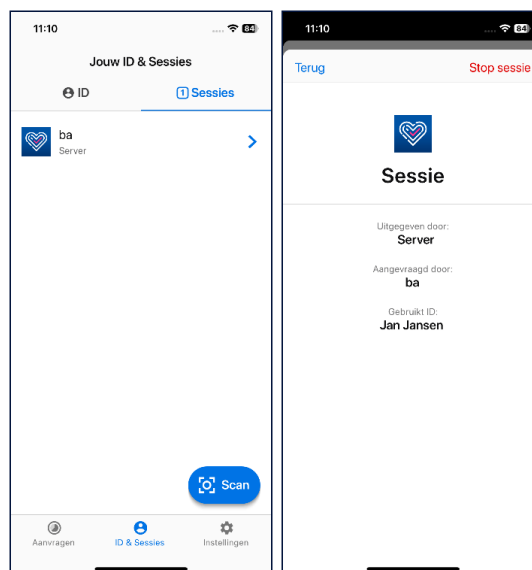 11:10
84
Jouw ID & Sessies
ID
1 Sessies
ba
Server
Scan
Aanvragen
ID & Sessies
Instellingen
11:10
84
Terug
Stop sessie
Sessie
Uitgegeven door:
Server
Aangevraagd door:
ba
Gebruikt ID:
Jan Jansen